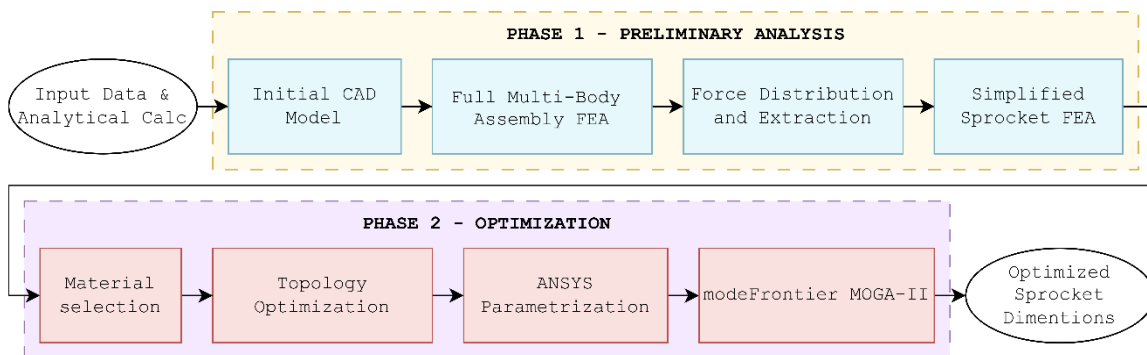 PHASE 1 - PRELIMINARY ANALYSIS
Input Data &
Analytical Calc
Initial CAD
Model
Full Multi-Body
Assembly FEA
Force Distribution
and Extraction
Simplified
Sprocket FEA
PHASE 2 - OPTIMIZATION
Material
selection
Topology
Optimization
ANSYS
Parametrization
modeFrontier MOGA-II
Optimized
Sprocket
Dimentions